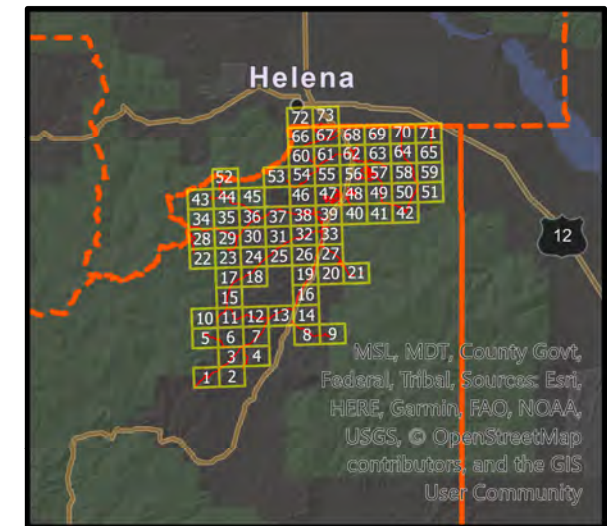 Helena
72 73
66 67 68 69 70 71
60 61 62 63 64 65
52 53 54 55 56 57 58 59
43 44 45 46 47 48 49 50 51
34 35 36 37 38 39 40 41 42
28 29 30 31 32 33
12
22 23 24 25 26 27
17 18 19 20 21
15 16
10 11 12 13 14
5 6 7 8 9
3 4
1 2
MSL, MDT, County Govt,
Federal, Tribal, Sources: Esri,
HERE, Garmin, FAO, NOAA,
USGS, © OpenStreetMap
contributors, and the GIS
User Community